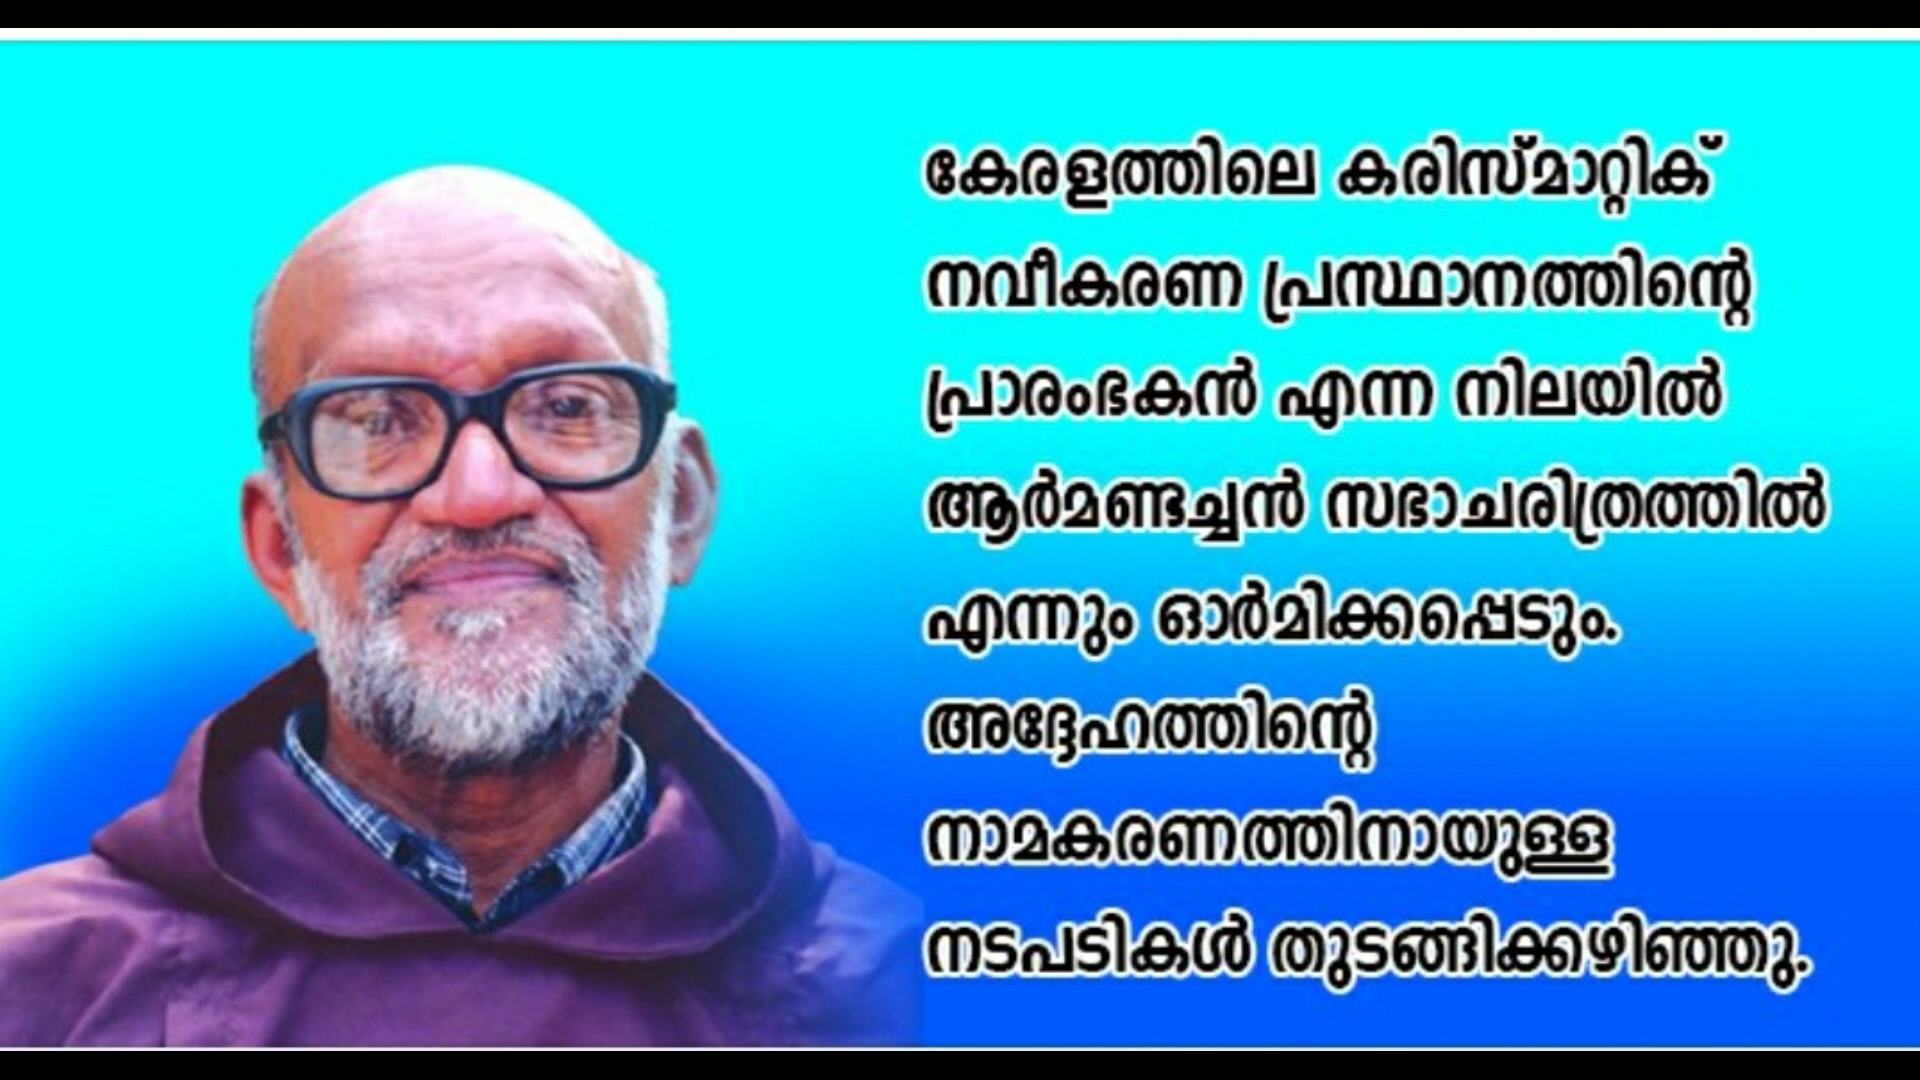 കേരളത്തിലെ കരിസ്മാറ്റിക്
നവീകരണ പ്രസ്ഥാനത്തിന്റെ
പ്രാരംഭകൻ എന്ന നിലയിൽ
ആർമണ്ടച്ചൻ സഭാചരിത്രത്തിൽ
എന്നും ഓർമിക്കപ്പെടും.
അദ്ദേഹത്തിന്റെ
നാമകരണത്തിനായുള്ള
നടപടികൾ തുടങ്ങിക്കഴിഞ്ഞു.